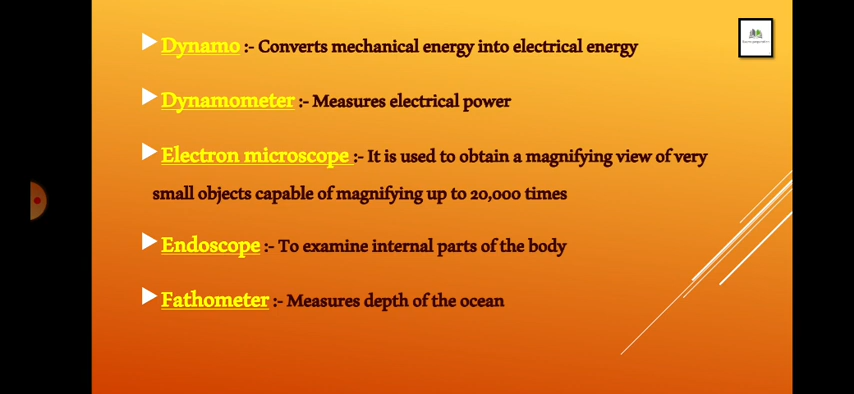 Dynamo :- Converts mechanical energy into electrical energy
Dynamometer :- Measures electrical power
Electron microscope :- It is used to obtain a magnifying view of very
small objects capable of magnifying up to 20,000 times
Endoscope :- To examine internal parts of the body
Fathometer :- Measures depth of the ocean